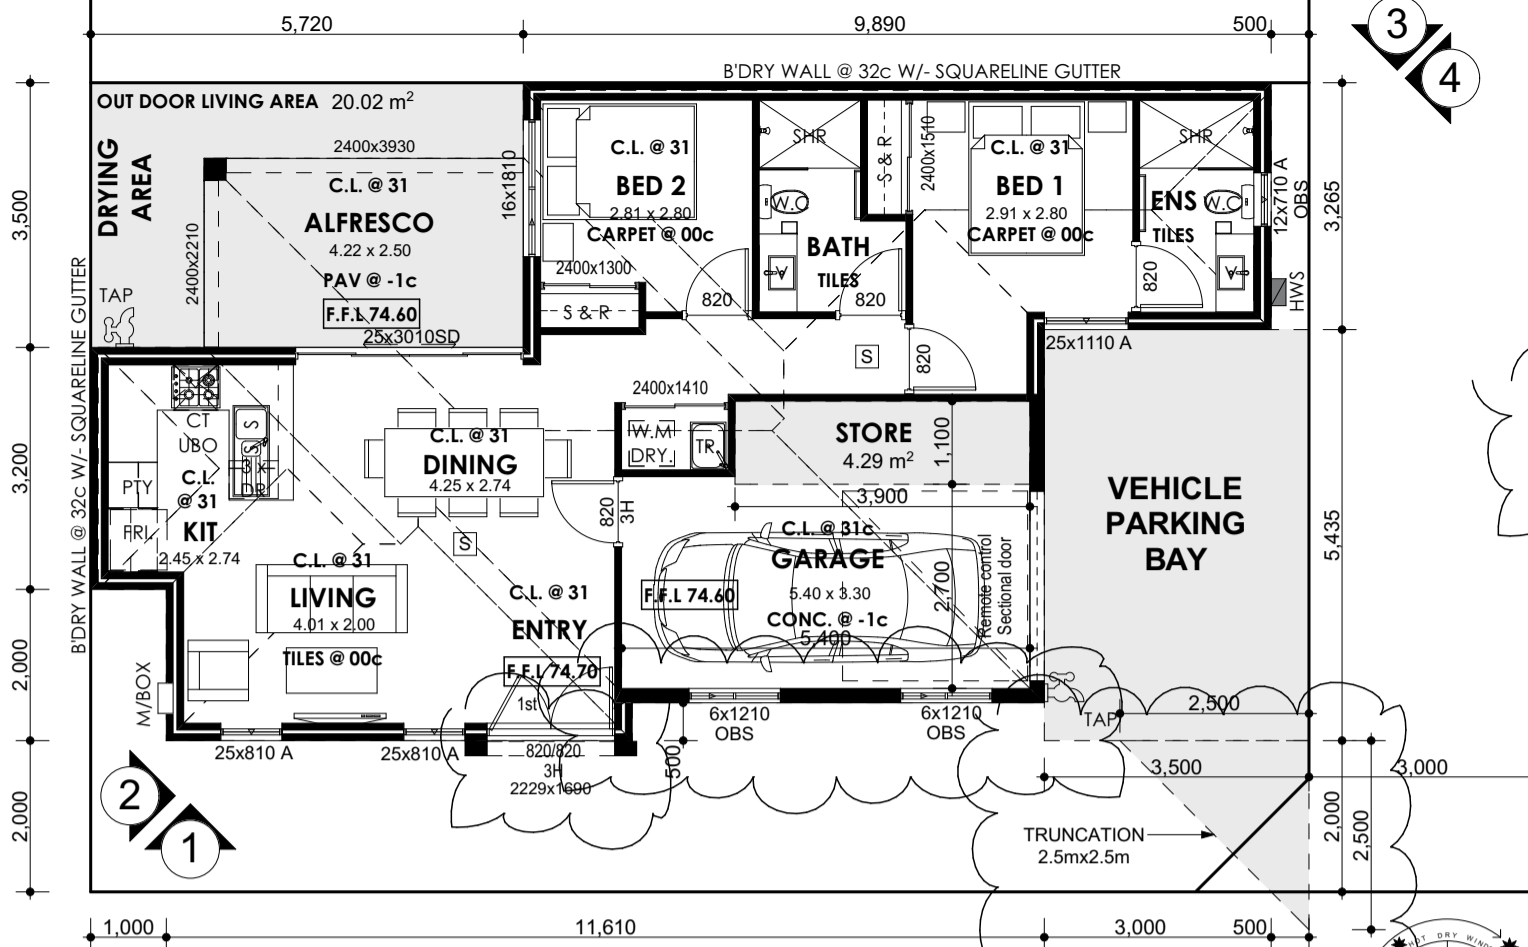 5,720
9,890
500
3
4
B'DRY WALL @ 32c W/- SQUARELINE GUTTER
OUT DOOR LIVING AREA 20.02 m²
DRYING
AREA
2400x3930
C.L. @ 31
ALFRESCO
4.22 x 2.50
PAV @ -1c
F.F.L 74.60
25x3010SD
2400x2210
TAP
16x1810
C.L. @ 31
BED 2
2.81 x 2.80
CARPET @ 00c
2400x1300
S & R
820
SHR
W.C
BATH
TILES
820
S & R
2400x1510
C.L. @ 31
BED 1
2.91 x 2.80
CARPET @ 00c
820
SHR
ENS
W.C
TILES
820
12x710 A
OBS
HWS
25x1110 A
S
3,500
3,200
2,000
2,000
3,265
5,435
B'DRY WALL @ 32c W/- SQUARELINE GUTTER
CT
UBO
S
S
3 X
DR
C.L.
@ 31
KIT
2.45 x 2.74
PTY
FRI.
C.L. @ 31
DINING
4.25 x 2.74
2400x1410
W.M
DRY.
TR.
STORE
4.29 m²
1,100
3,900
820
3H
S
C.L. @ 31
LIVING
4.01 x 2.00
TILES @ 00c
C.L. @ 31
ENTRY
F.F.L 74.70
1st
C.L. @ 31c
GARAGE
5.40 x 3.30
CONC. @ -1c
5,400
F.F.L 74.60
2,700
Remote control
Sectional door
VEHICLE
PARKING
BAY
M/BOX
25x810 A
25x810 A
820/820
3H
2229x1690
500
6x1210
OBS
6x1210
OBS
TAP
2,500
3,500
3,000
2,000
2,500
TRUNCATION
2.5mx2.5m
2
1
1,000
11,610
3,000
500
HOT DRY WINDS